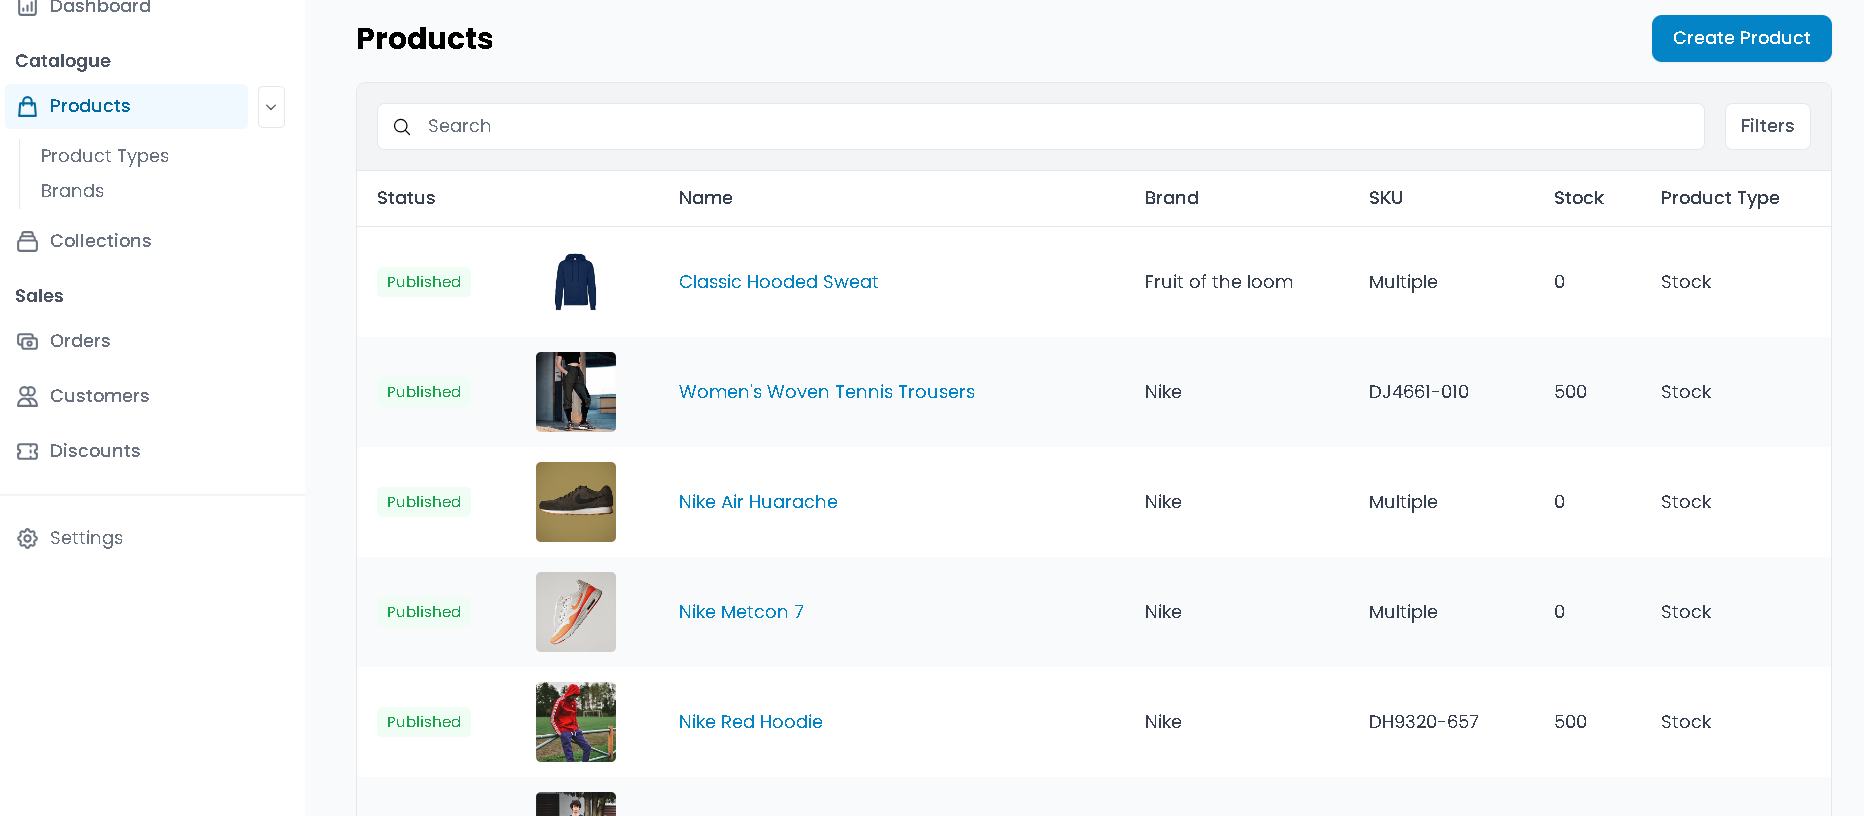 Dashboard
Catalogue
Products
Product Types
Brands
Collections
Sales
Orders
Customers
Discounts
Settings
Products
Create Product
Search
Filters
Status Name Brand SKU Stock Product Type
Published Classic Hooded Sweat Fruit of the loom Multiple 0 Stock
Published Women's Woven Tennis Trousers Nike DJ4661-010 500 Stock
Published Nike Air Huarache Nike Multiple 0 Stock
Published Nike Metcon 7 Nike Multiple 0 Stock
Published Nike Red Hoodie Nike DH9320-657 500 Stock